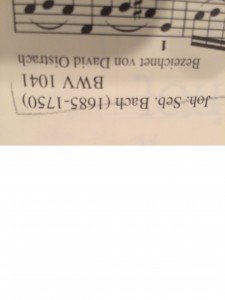 Joh. Seb. Bach (1685-1750)
BWV 1041
Bezeichnet von David Oistrach
1